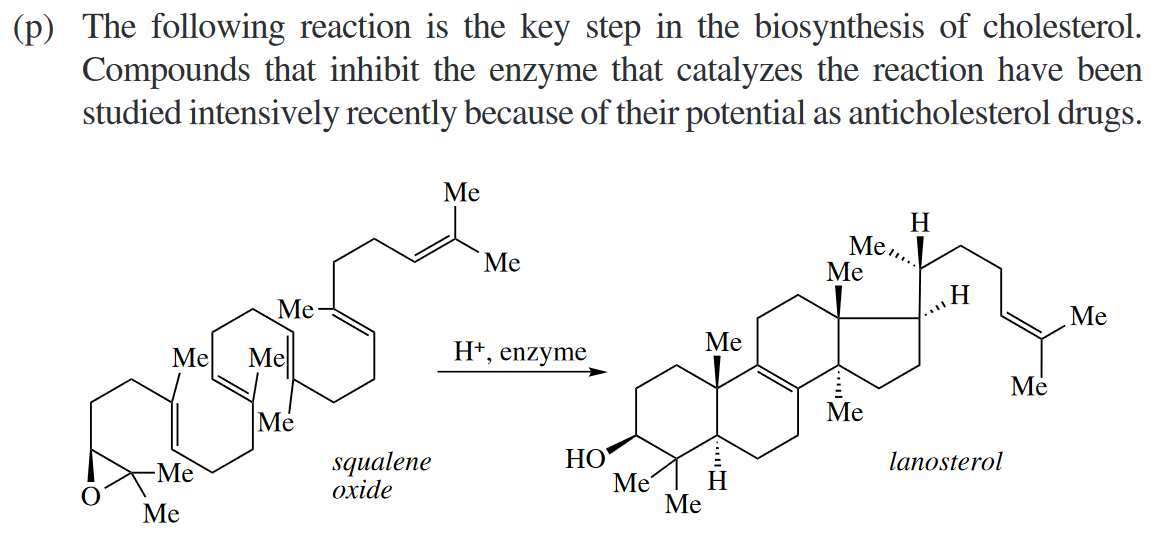 (p) The following reaction is the key step in the biosynthesis of cholesterol.
Compounds that inhibit the enzyme that catalyzes the reaction have been
studied intensively recently because of their potential as anticholesterol drugs.
Me
Me
Me
Me
Me
Me
Me
Me
O
squalene
oxide
H+, enzyme
H
Me
Me
H
Me
Me
Me
Me
HO
Me
H
Me
lanosterol